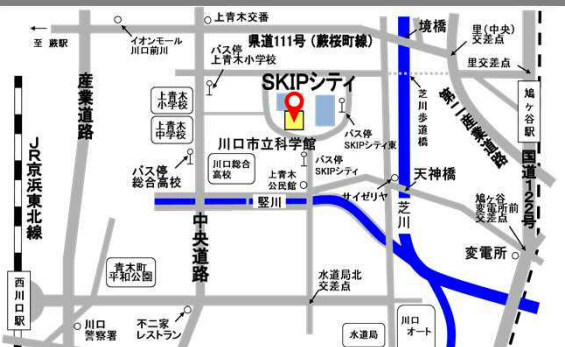 上青木交番
至 蕨駅
イオンモール
川口前川
県道111号(蕨桜町線)
境橋
里(中央)
交差点
里交差点
バス停
上青木小学校
SKIPシティ
産業道路
上青木
小学校
上青木
中学校
川口市立科学館
バス停
SKIPシティ東
芝川歩道橋
第二産業道路
鳩ヶ谷駅
国道122号
JR京浜東北線
バス停
総合高校
川口総合
高校
バス停
SKIPシティ
上青木
公民館
サイゼリヤ
天神橋
鳩ヶ谷
変電所前
交差点
竪川
中央道路
芝川
変電所
青木町
平和公園
西川口駅
水道局北
交差点
川口
警察署
不二家
レストラン
水道局
川口
オート